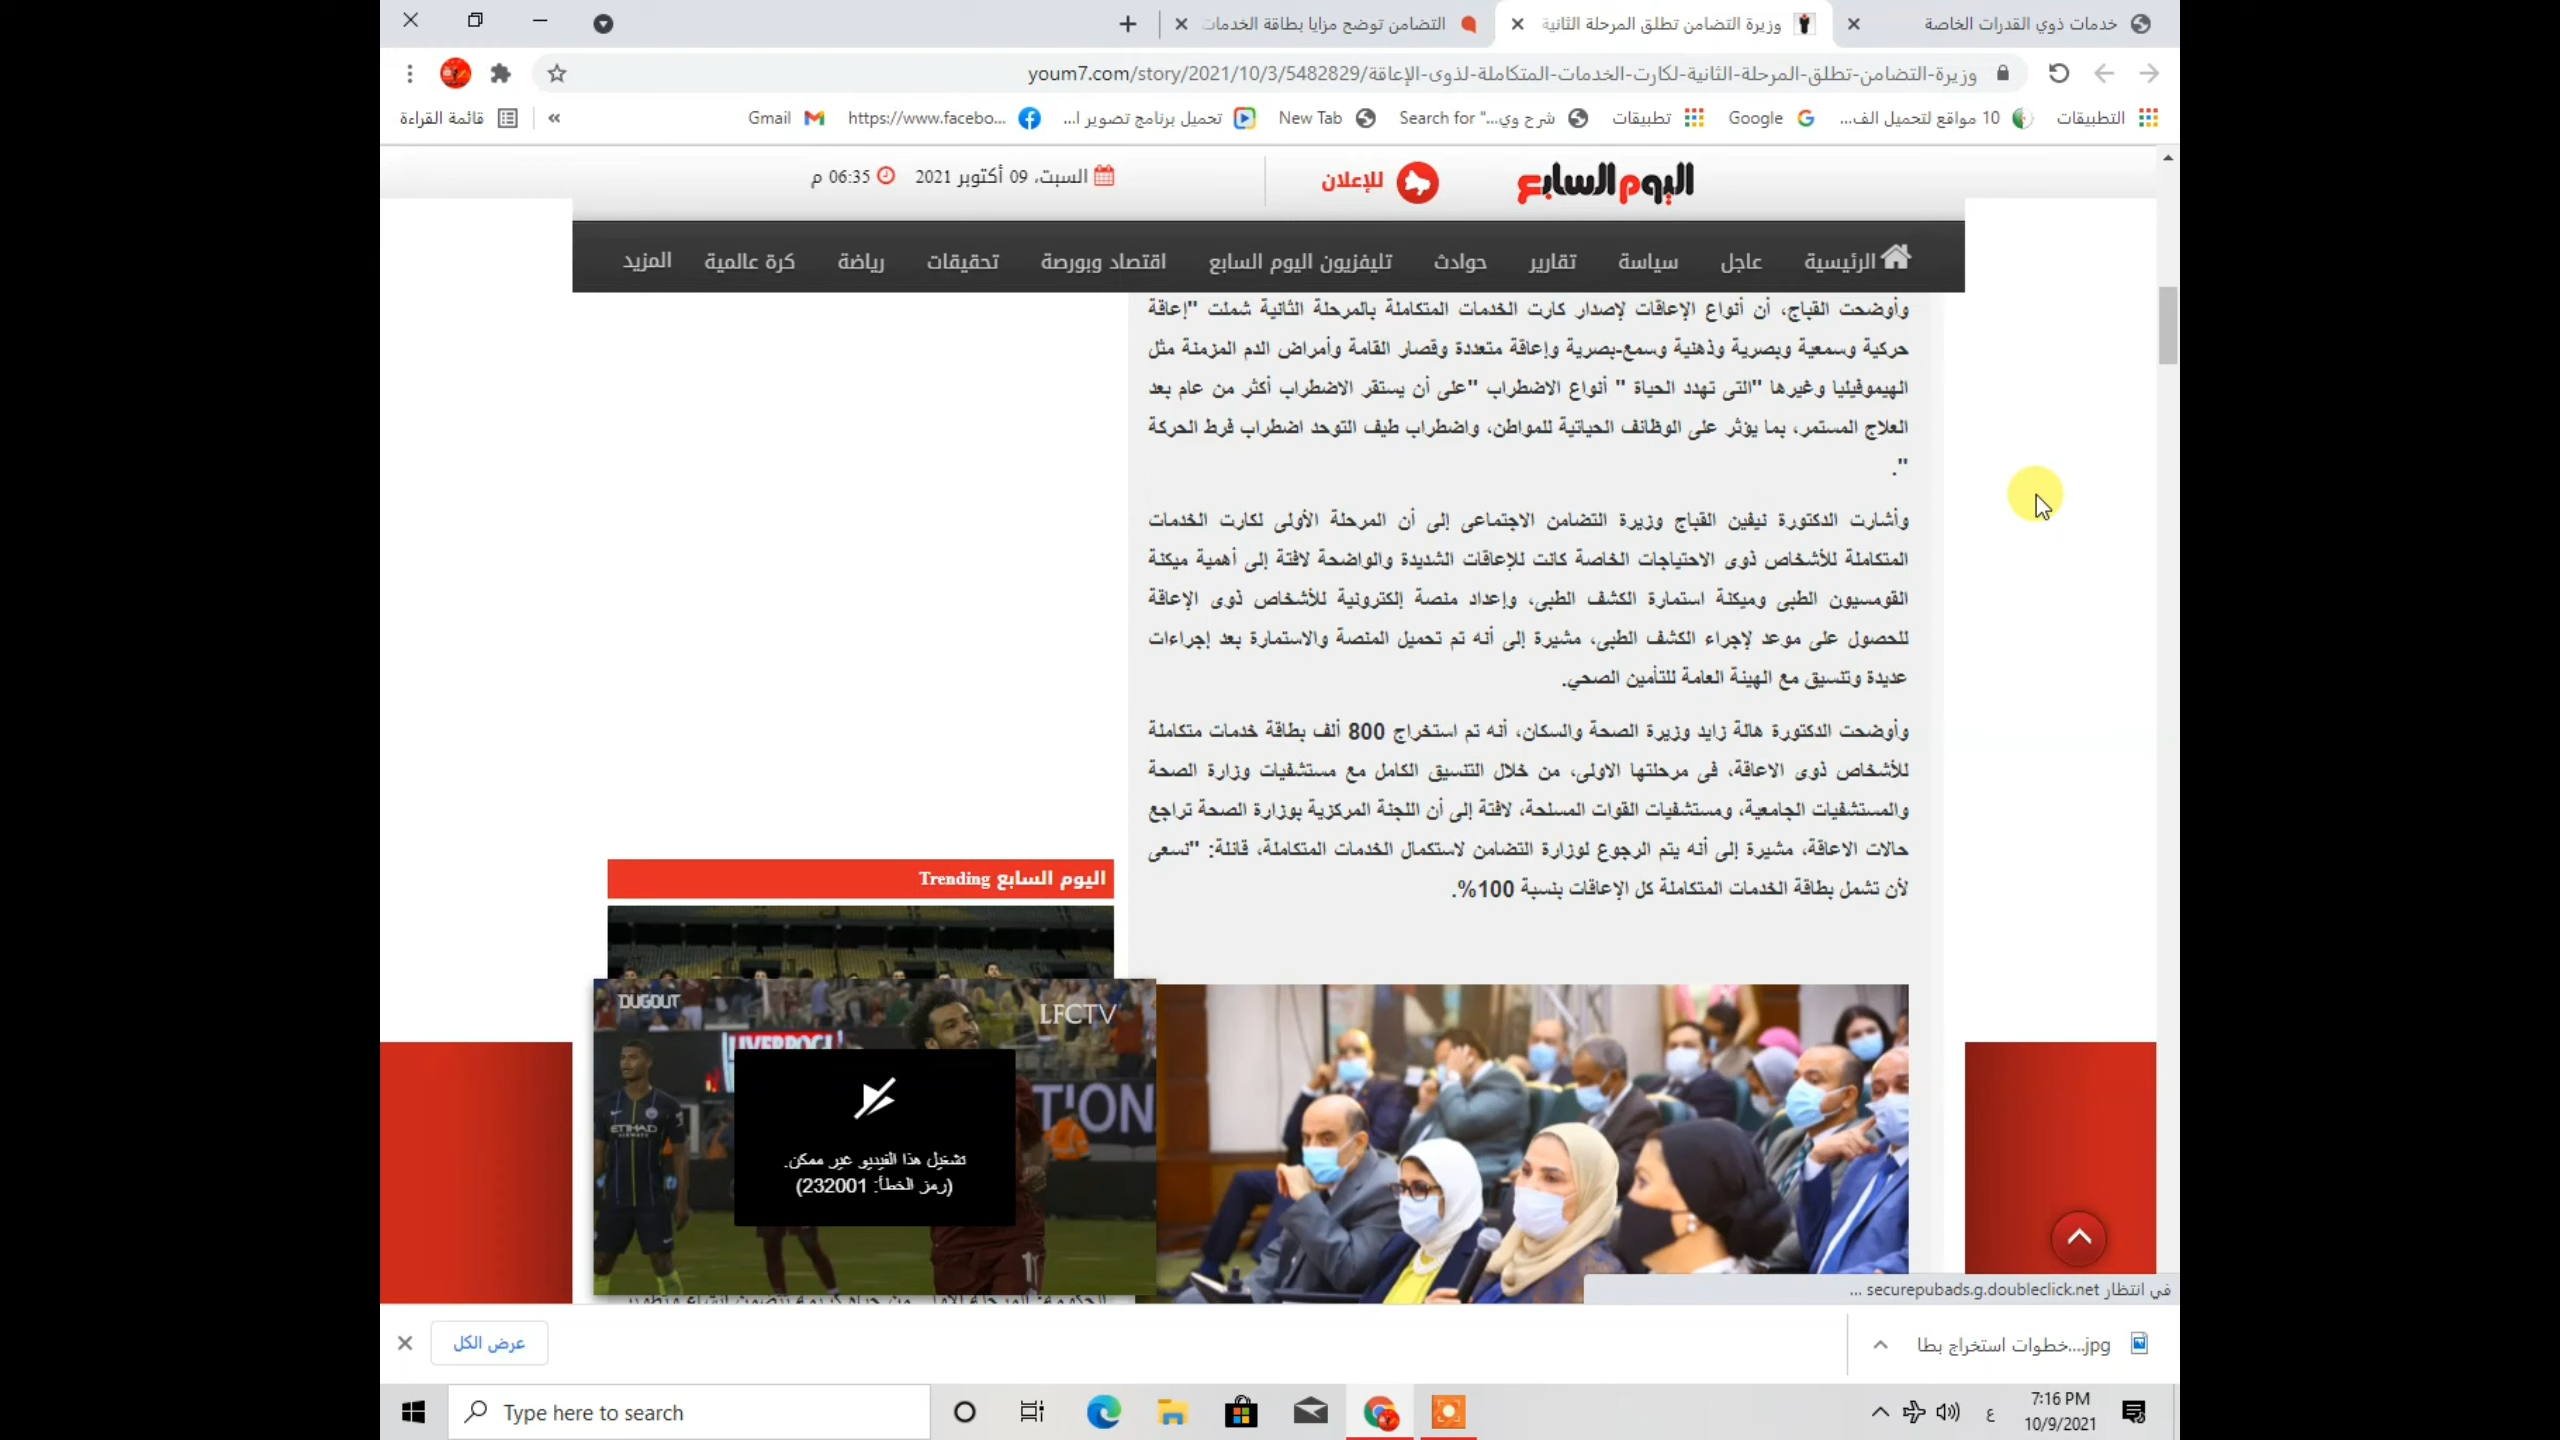 خدمات ذوي القدرات الخاصة
وزيرة التضامن تطلق المرحلة الثانية
التضامن توضح مزايا بطاقة الخدمات
youm7.com/story/2021/10/3/5482829/وزيرة-التضامن-تطلق-المرحلة-الثانية-لكارت-الخدمات-المتكاملة-لذوى-الإعاقة
التطبيقات
10 مواقع لتحميل الف...
Google
تطبيقات
Search for "شرح وي...
New Tab
تحميل برنامج تصوير ا...
https://www.facebo...
Gmail
»
قائمة القراءة
اليوم السابع
للإعلان
السبت، 09 أكتوبر 2021
06:35 م
الرئيسية
عاجل
سياسة
تقارير
حوادث
تليفزيون اليوم السابع
اقتصاد وبورصة
تحقيقات
رياضة
كرة عالمية
المزيد
وأوضحت القباج، أن أنواع الإعاقات لإصدار كارت الخدمات المتكاملة بالمرحلة الثانية شملت "إعاقة
حركية وسمعية وبصرية وذهنية وسمع-بصرية وإعاقة متعددة وقصار القامة وأمراض الدم المزمنة مثل
الهيموفيليا وغيرها "التى تهدد الحياة " أنواع الاضطراب "على أن يستقر الاضطراب أكثر من عام بعد
العلاج المستمر، بما يؤثر على الوظائف الحياتية للمواطن، واضطراب طيف التوحد اضطراب فرط الحركة
".
وأشارت الدكتورة نيفين القباج وزيرة التضامن الاجتماعى إلى أن المرحلة الأولى لكارت الخدمات
المتكاملة للأشخاص ذوى الاحتياجات الخاصة كانت للإعاقات الشديدة والواضحة لافتة إلى أهمية ميكنة
القومسيون الطبى وميكنة استمارة الكشف الطبى، وإعداد منصة إلكترونية للأشخاص ذوى الإعاقة
للحصول على موعد لإجراء الكشف الطبى، مشيرة إلى أنه تم تحميل المنصة والاستمارة بعد إجراءات
عديدة وتنسيق مع الهيئة العامة للتأمين الصحي.
وأوضحت الدكتورة هالة زايد وزيرة الصحة والسكان، أنه تم استخراج 800 ألف بطاقة خدمات متكاملة
للأشخاص ذوى الاعاقة، فى مرحلتها الاولى، من خلال التنسيق الكامل مع مستشفيات وزارة الصحة
والمستشفيات الجامعية، ومستشفيات القوات المسلحة، لافتة إلى أن اللجنة المركزية بوزارة الصحة تراجع
حالات الاعاقة، مشيرة إلى أنه يتم الرجوع لوزارة التضامن لاستكمال الخدمات المتكاملة، قائلة: "نسعى
لأن تشمل بطاقة الخدمات المتكاملة كل الإعاقات بنسبة 100%.
اليوم السابع Trending
DUGOUT
LFCTV
LIVERPOOL
ETIHAD
AIRWAYS
تشغيل هذا الفيديو غير ممكن.
(رمز الخطأ: 232001)
في انتظار securepubads.g.doubleclick.net ...
خطوات استخراج بطا....jpg
عرض الكل
Type here to search
ع
7:16 PM
10/9/2021